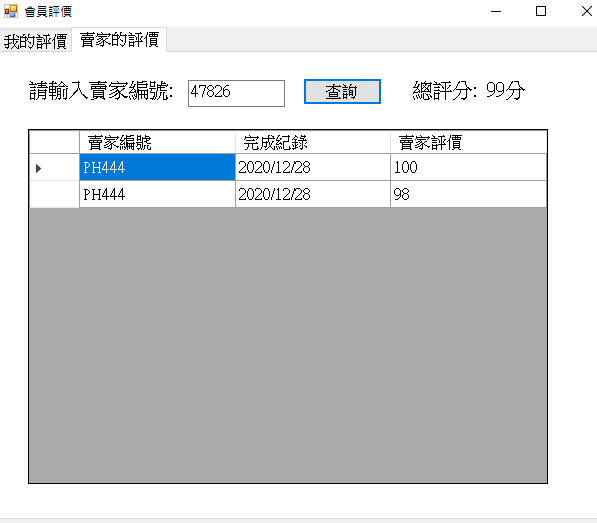 會員評價
我的評價 賣家的評價
請輸入賣家編號: 47826 查詢 總評分: 99分
賣家編號 完成紀錄 賣家評價
PH444 2020/12/28 100
PH444 2020/12/28 98